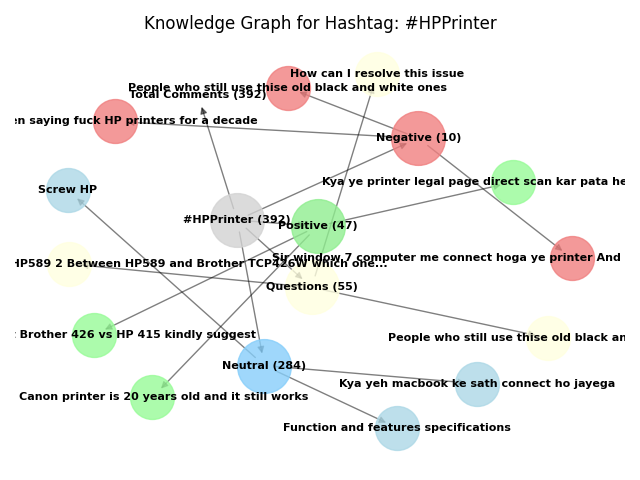 Knowledge Graph for Hashtag: #HPPrinter
How can I resolve this issue
People who still use thise old black and white ones
Total Comments (392)
saying fuck HP printers for a decade
Negative (10)
Kya ye printer legal page direct scan kar pata he
Screw HP
#HPPrinter (392)
Positive (47)
Sir window 7 computer me connect hoga ye printer And
HP589 2 Between HP589 and Brother TCP426W which one...
Questions (55)
Brother 426 vs HP 415 kindly suggest
People who still use thise old
Neutral (284)
Kya yeh macbook ke sath connect ho jayega
Canon printer is 20 years old and it still works
Function and features specifications